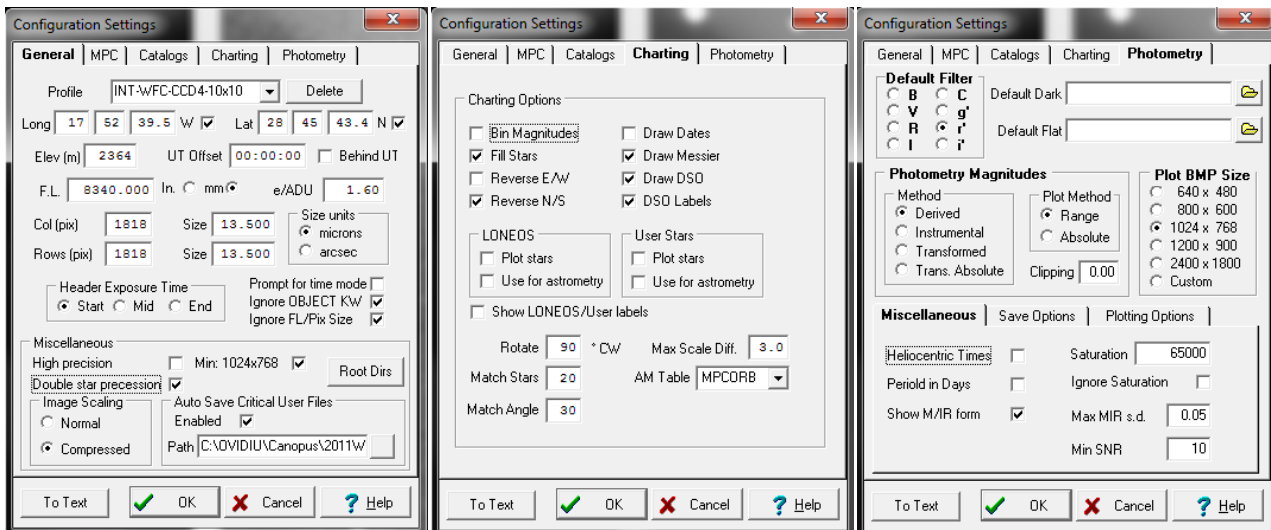 Configuration Settings
General MPC Catalogs Charting Photometry
Profile INT-WFC-CCD4-10x10 Delete
Long 17 52 39.5 W Lat 28 45 43.4 N
Elev (m) 2364 UT Offset 00:00:00 Behind UT
F.L. 8340.000 In. mm e/ADU 1.60
Col (pix) 1818 Size 13.500
Rows (pix) 1818 Size 13.500
Size units
microns
arcsec
Header Exposure Time
Start Mid End
Prompt for time mode
Ignore OBJECT KW
Ignore FL/Pix Size
Miscellaneous
High precision Min: 1024x768
Double star precession
Root Dirs
Image Scaling
Normal
Compressed
Auto Save Critical User Files
Enabled
Path C:\OVIDIU\Canopus\2011W
To Text OK Cancel Help
Configuration Settings
General MPC Catalogs Charting Photometry
Charting Options
Bin Magnitudes Draw Dates
Fill Stars Draw Messier
Reverse E/W Draw DSO
Reverse N/S DSO Labels
LONEOS
Plot stars
Use for astrometry
User Stars
Plot stars
Use for astrometry
Show LONEOS/User labels
Rotate 90 ° CW Max Scale Diff. 3.0
Match Stars 20 AM Table MPCORB
Match Angle 30
To Text OK Cancel Help
Configuration Settings
General MPC Catalogs Charting Photometry
Default Filter
B C
V g'
R r'
I i'
Default Dark
Default Flat
Photometry Magnitudes
Method
Derived
Instrumental
Transformed
Trans. Absolute
Plot Method
Range
Absolute
Clipping 0.00
Plot BMP Size
640 x 480
800 x 600
1024 x 768
1200 x 900
2400 x 1800
Custom
Miscellaneous Save Options Plotting Options
Heliocentric Times Saturation 65000
Periold in Days Ignore Saturation
Show M/IR form Max MIR s.d. 0.05
Min SNR 10
To Text OK Cancel Help